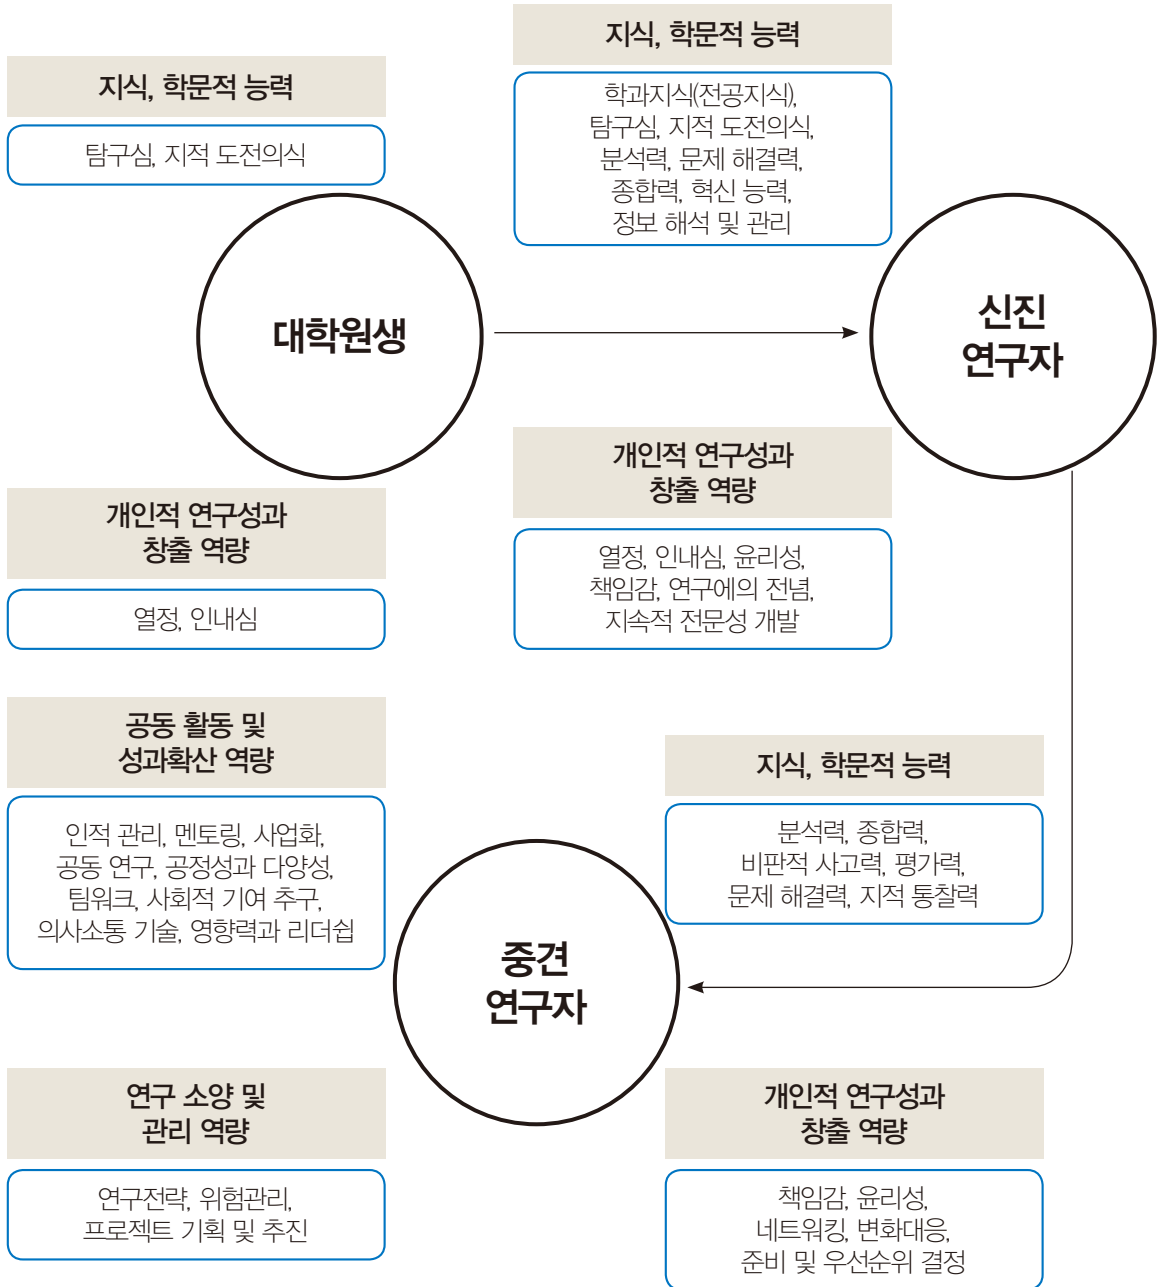 지식, 학문적 능력
탐구심, 지적 도전의식
대학원생
개인적 연구성과
창출 역량
열정, 인내심
지식, 학문적 능력
학과지식(전공지식),
탐구심, 지적 도전의식,
분석력, 문제 해결력,
종합력, 혁신 능력,
정보 해석 및 관리
신진
연구자
개인적 연구성과
창출 역량
열정, 인내심, 윤리성,
책임감, 연구에의 전념,
지속적 전문성 개발
공동 활동 및
성과확산 역량
인적 관리, 멘토링, 사업화,
공동 연구, 공정성과 다양성,
팀워크, 사회적 기여 추구,
의사소통 기술, 영향력과 리더쉽
중견
연구자
지식, 학문적 능력
분석력, 종합력,
비판적 사고력, 평가력,
문제 해결력, 지적 통찰력
연구 소양 및
관리 역량
연구전략, 위험관리,
프로젝트 기획 및 추진
개인적 연구성과
창출 역량
책임감, 윤리성,
네트워킹, 변화대응,
준비 및 우선순위 결정